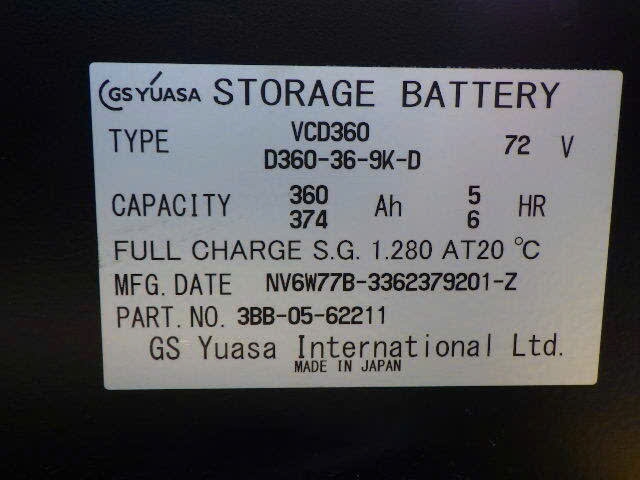 GS YUASA STORAGE BATTERY
TYPE VCD360 72 V
D360-36-9K-D
CAPACITY 360 Ah 5 HR
374 6
FULL CHARGE S.G. 1.280 AT20 ℃
MFG. DATE NV6W77B-3362379201-Z
PART. NO. 3BB-05-62211
GS Yuasa International Ltd.
MADE IN JAPAN